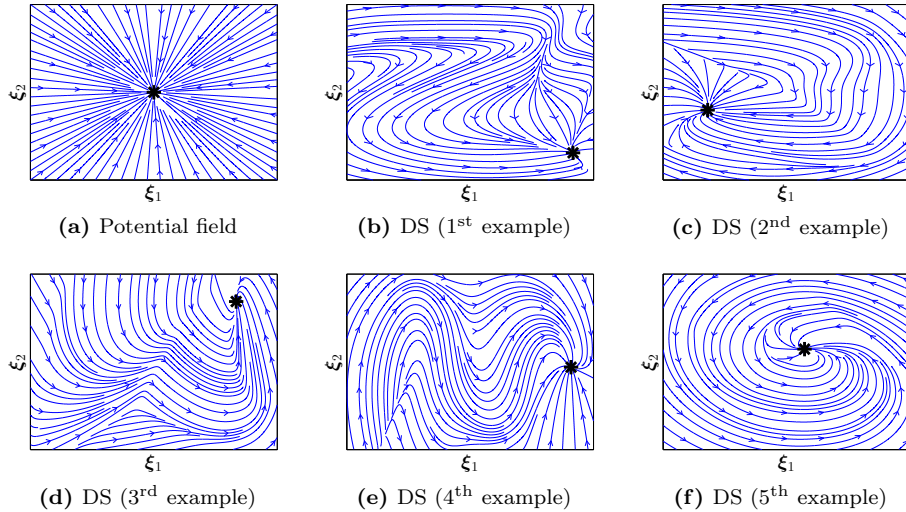 ξ2
ξ1
(a) Potential field
ξ2
ξ1
(b) DS (1st example)
ξ2
ξ1
(c) DS (2nd example)
ξ2
ξ1
(d) DS (3rd example)
ξ2
ξ1
(e) DS (4th example)
ξ2
ξ1
(f) DS (5th example)